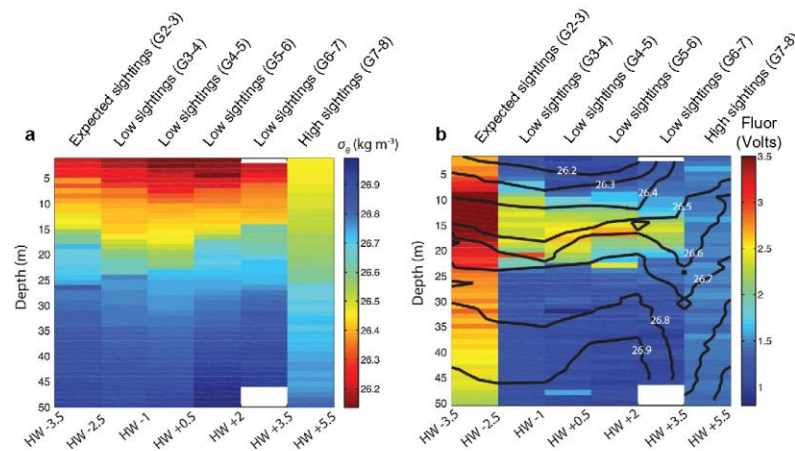 Expected sightings (G2-3)
Low sightings (G3-4)
Low sightings (G4-5)
Low sightings (G5-6)
Low sightings (G6-7)
High sightings (G7-8)
a
σθ (kg m-3)
Depth (m)
5
10
15
20
25
30
35
40
45
50
HW -3.5
HW -2.5
HW -1
HW +0.5
HW +2
HW +3.5
HW +5.5
26.9
26.8
26.7
26.6
26.5
26.4
26.3
26.2
Expected sightings (G2-3)
Low sightings (G3-4)
Low sightings (G4-5)
Low sightings (G5-6)
Low sightings (G6-7)
High sightings (G7-8)
b
Fluor
(Volts)
Depth (m)
5
10
15
20
25
30
35
40
45
50
26.2
26.3
26.4
26.5
26.6
26.7
26.8
26.9
HW -3.5
HW -2.5
HW -1
HW +0.5
HW +2
HW +3.5
HW +5.5
3.5
3
2.5
2
1.5
1